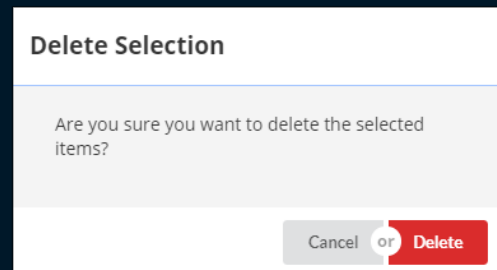 Delete Selection
Are you sure you want to delete the selected
items?
Cancel or Delete